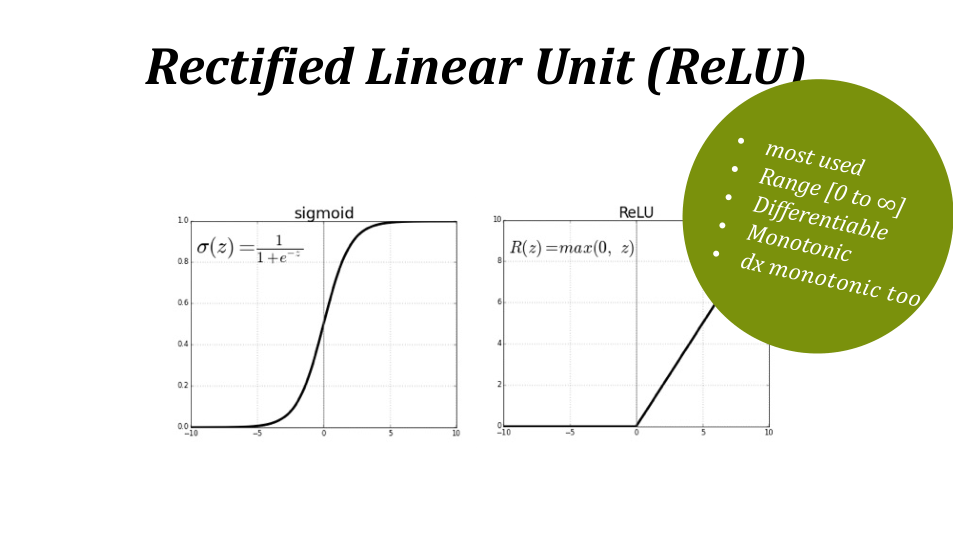 Rectified Linear Unit (ReLU)
• most used
• Range [0 to ∞]
• Differentiable
• Monotonic
• dx monotonic too
sigmoid
σ(z) = 1 / 1+e^{-z}
1.0
0.8
0.6
0.4
0.2
0.0
−10 −5 0 5 10
ReLU
R(z) = max(0, z)
10
8
6
4
2
0
−10 −5 0 5 10